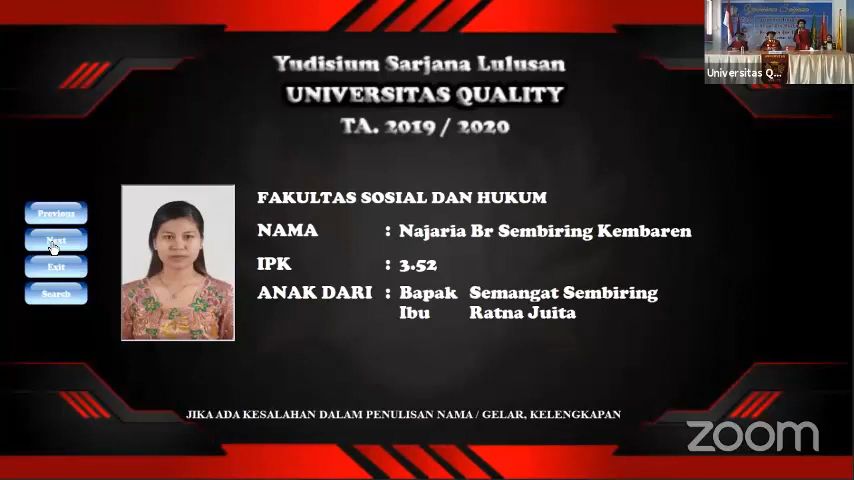 Yudisium Sarjana Lulusan
UNIVERSITAS QUALITY
TA. 2019 / 2020
Universitas Q...
Previous
Next
Exit
Search
FAKULTAS SOSIAL DAN HUKUM
NAMA : Najaria Br Sembiring Kembaren
IPK : 3.52
ANAK DARI : Bapak Semangat Sembiring
Ibu Ratna Juita
JIKA ADA KESALAHAN DALAM PENULISAN NAMA / GELAR, KELENGKAPAN
zoom